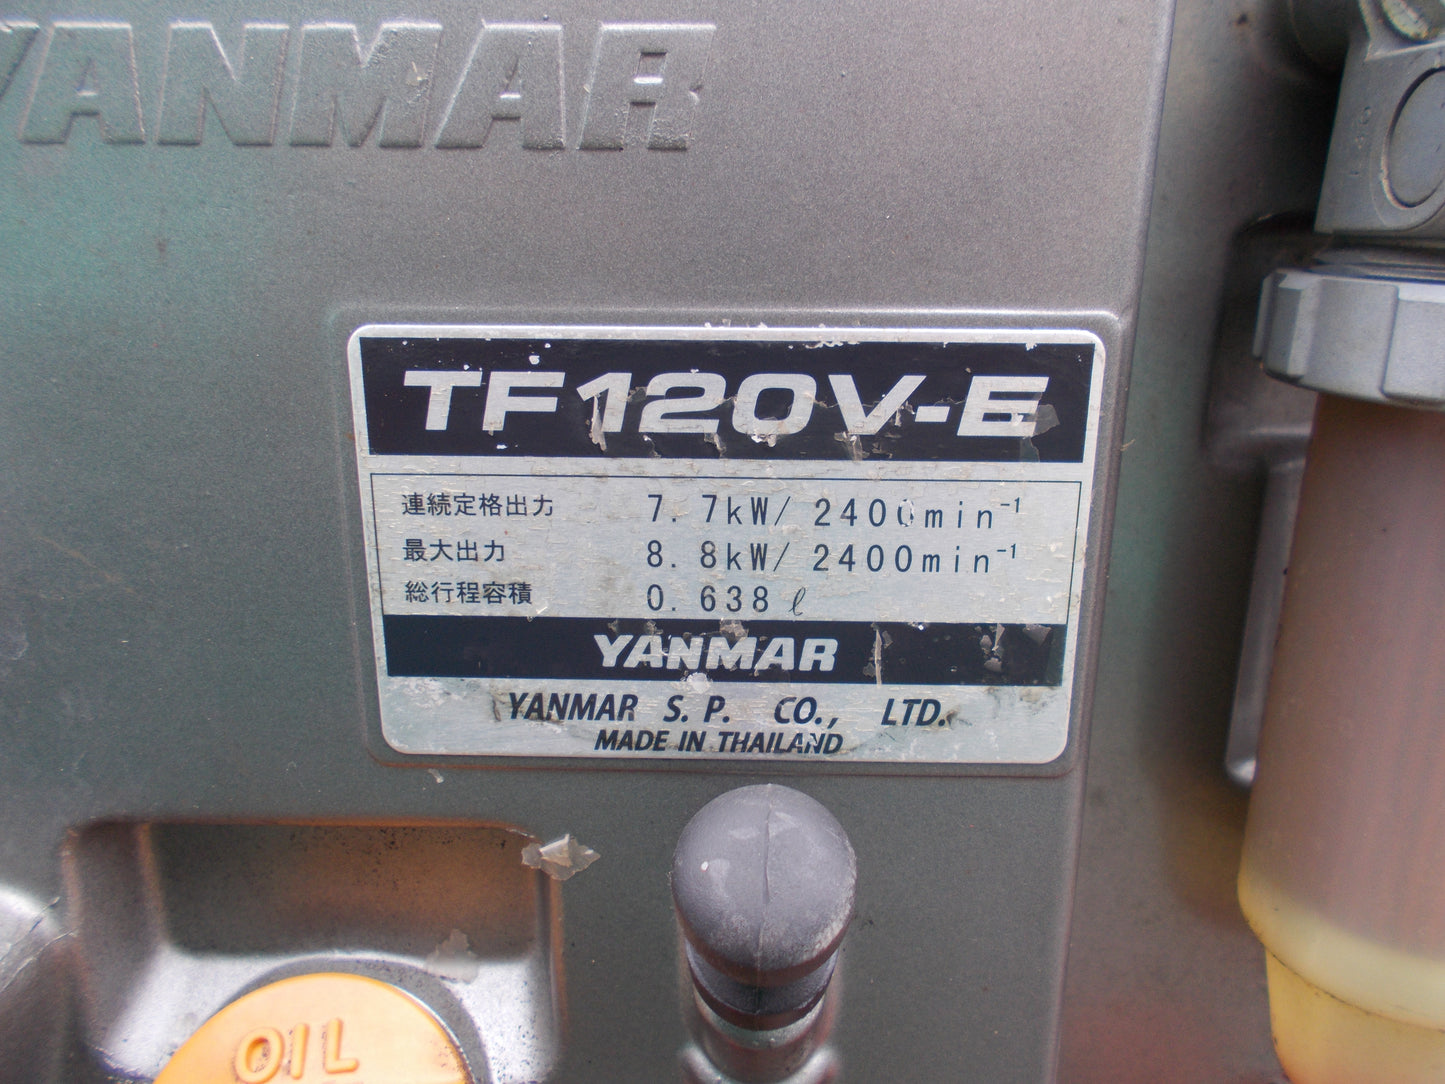 YANMAR
TF120V-E
連続定格出力 7.7kW/ 2400min⁻¹
最大出力 8.8kW/ 2400min⁻¹
総行程容積 0.638 ℓ
YANMAR
YANMAR S.P. CO., LTD.
MADE IN THAILAND
OIL